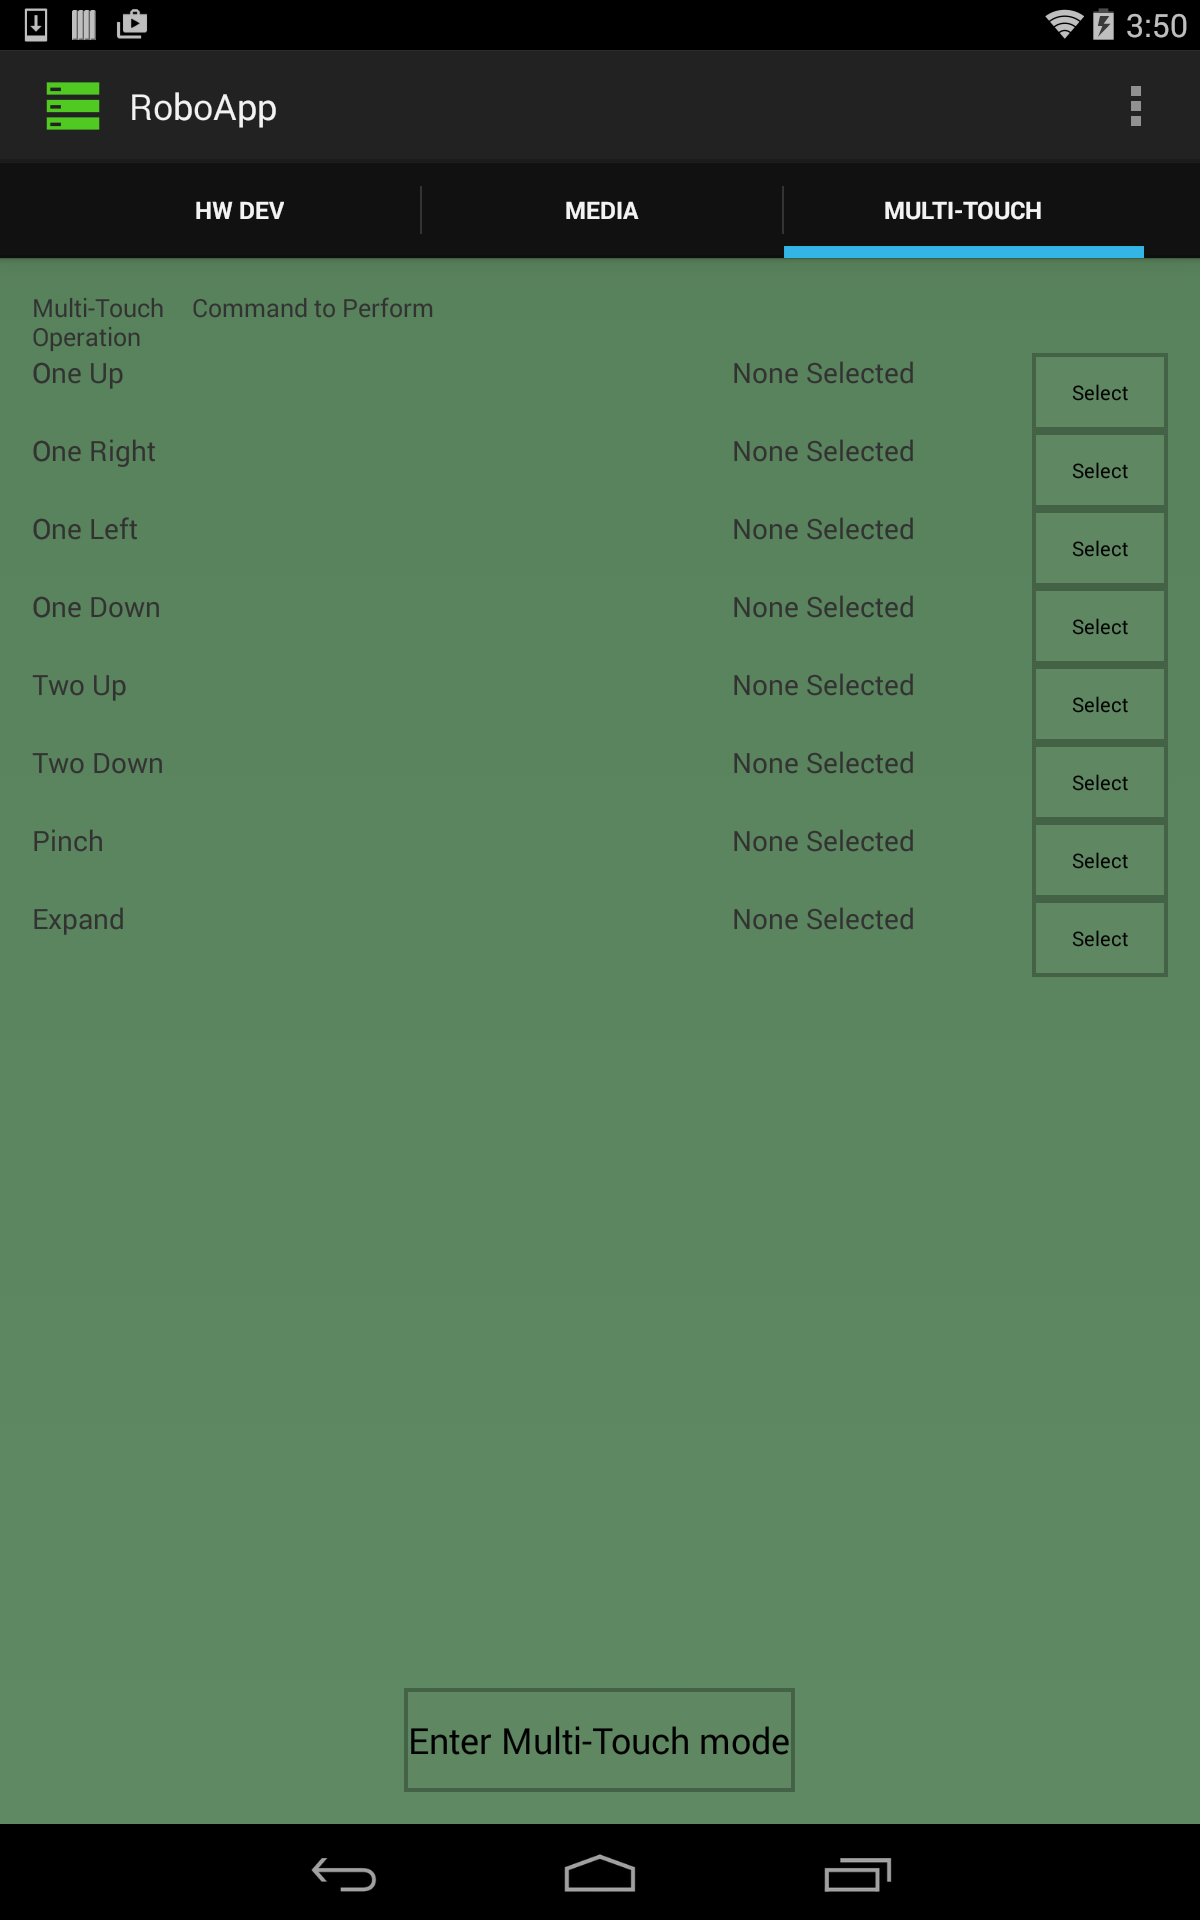 3:50
RoboApp
HW DEV MEDIA MULTI-TOUCH
Multi-Touch Command to Perform
Operation
One Up None Selected Select
One Right None Selected Select
One Left None Selected Select
One Down None Selected Select
Two Up None Selected Select
Two Down None Selected Select
Pinch None Selected Select
Expand None Selected Select
Enter Multi-Touch mode